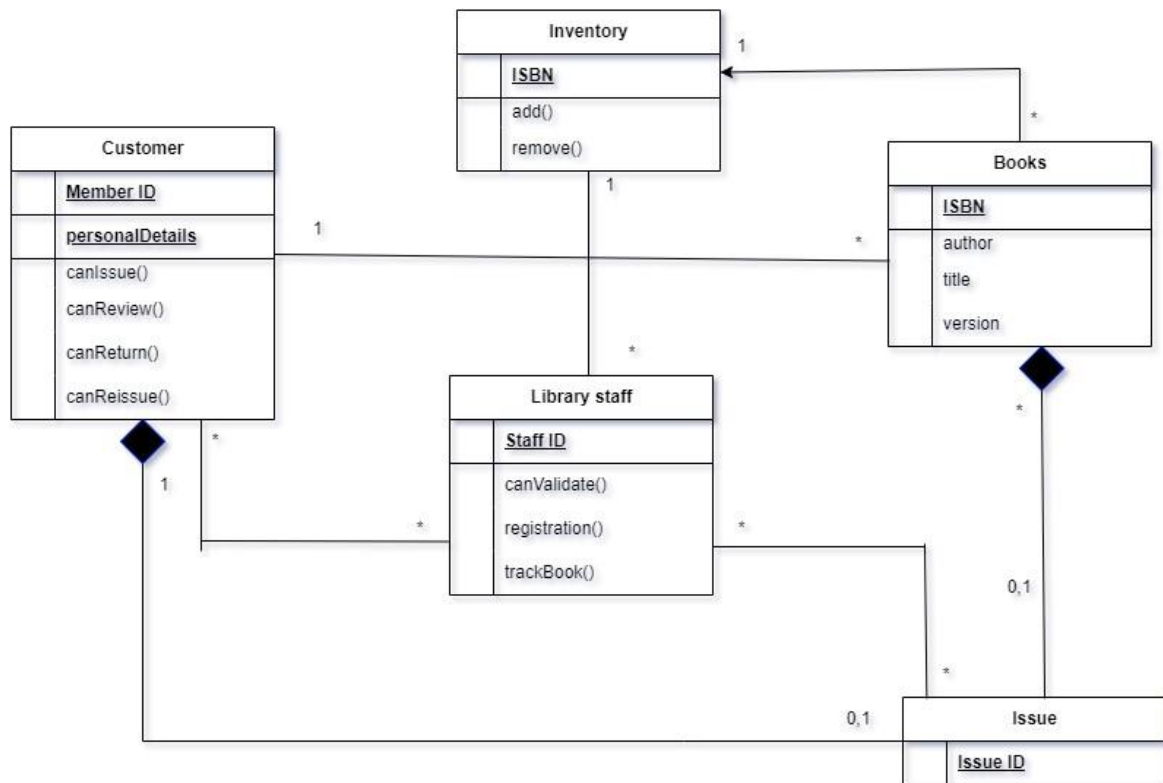 Inventory
ISBN
add()
remove()
1
1
*
Books
ISBN
author
title
version
Customer
Member ID
personalDetails
canIssue()
canReview()
canReturn()
canReissue()
1
*
*
Library staff
Staff ID
canValidate()
registration()
trackBook()
*
*
*
1
*
0,1
*
0,1
Issue
Issue ID